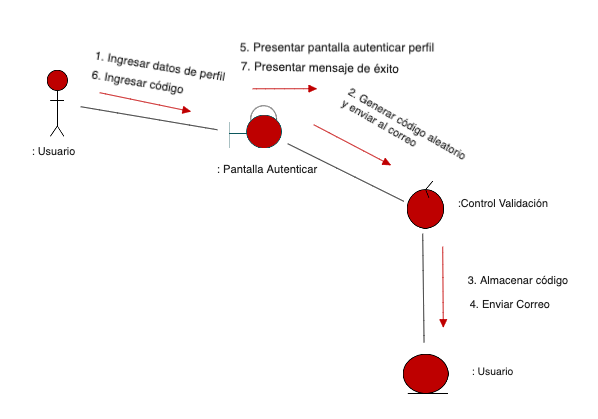 5. Presentar pantalla autenticar perfil
1. Ingresar datos de perfil
7. Presentar mensaje de éxito
6. Ingresar código
2. Generar código aleatorio
y enviar al correo
: Usuario
: Pantalla Autenticar
:Control Validación
3. Almacenar código
4. Enviar Correo
: Usuario